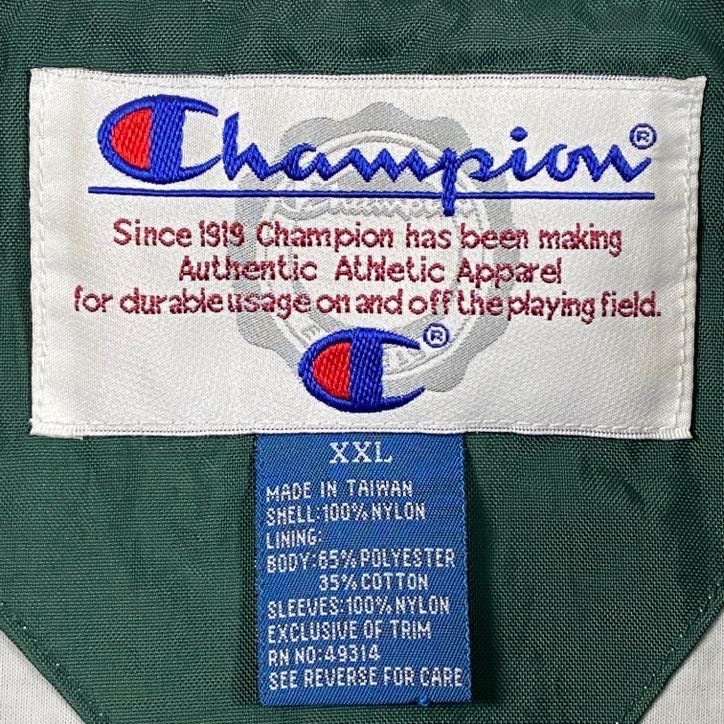 Champion®
Since 1919 Champion has been making
Authentic Athletic Apparel
for durable usage on and off the playing field.
C®
XXL
MADE IN TAIWAN
SHELL:100%NYLON
LINING:
BODY:65%POLYESTER
35%COTTON
SLEEVES:100%NYLON
EXCLUSIVE OF TRIM
RN NO:49314
SEE REVERSE FOR CARE